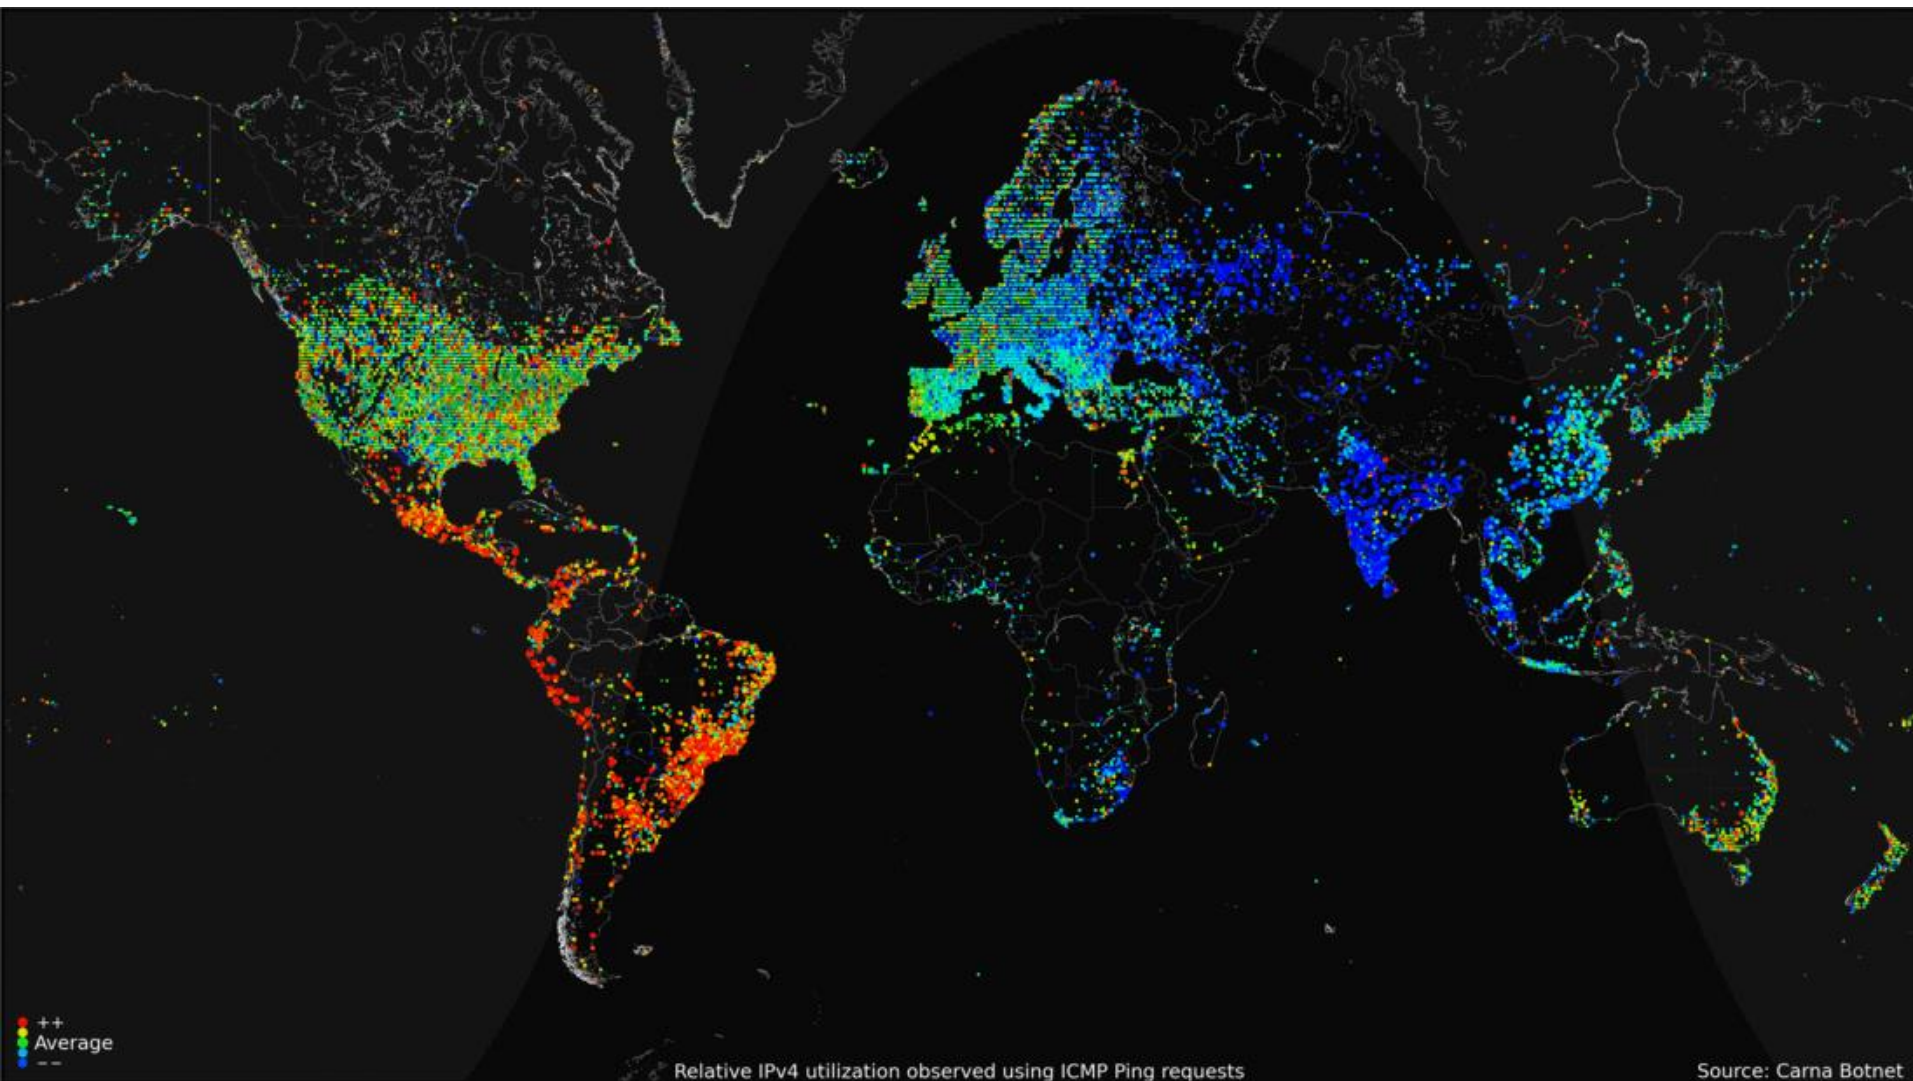 ++
Average
--
Relative IPv4 utilization observed using ICMP Ping requests
Source: Carna Botnet